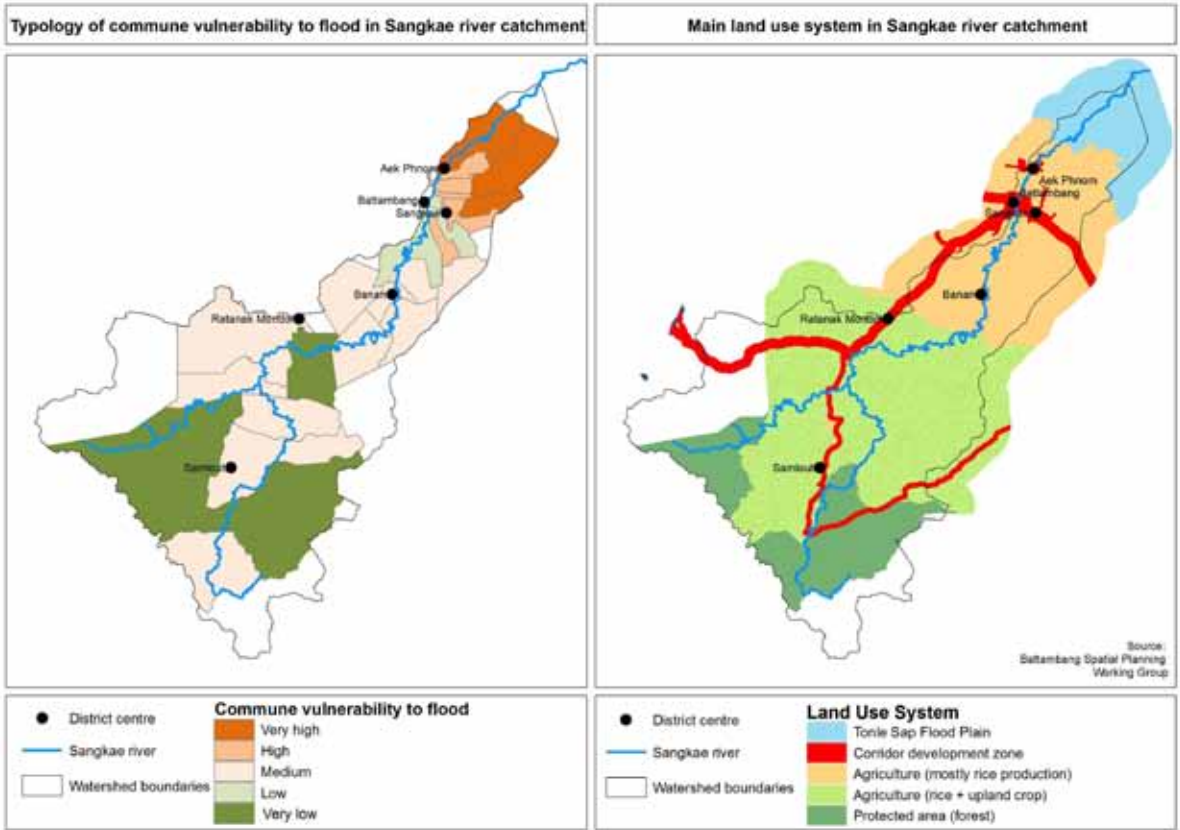 Typology of commune vulnerability to flood in Sangkae river catchment
Aek Phnom
Battambang
Sangkae
Banan
Ratanak Mondol
Samlout
District centre
Sangkae river
Watershed boundaries
Commune vulnerability to flood
Very high
High
Medium
Low
Very low
Main land use system in Sangkae river catchment
Aek Phnom
Battambang
Banan
Ratanak Mondol
Samlout
Source:
Battambang Spatial Planning
Working Group
District centre
Sangkae river
Watershed boundaries
Land Use System
Tonle Sap Flood Plain
Corridor development zone
Agriculture (mostly rice production)
Agriculture (rice + upland crop)
Protected area (forest)